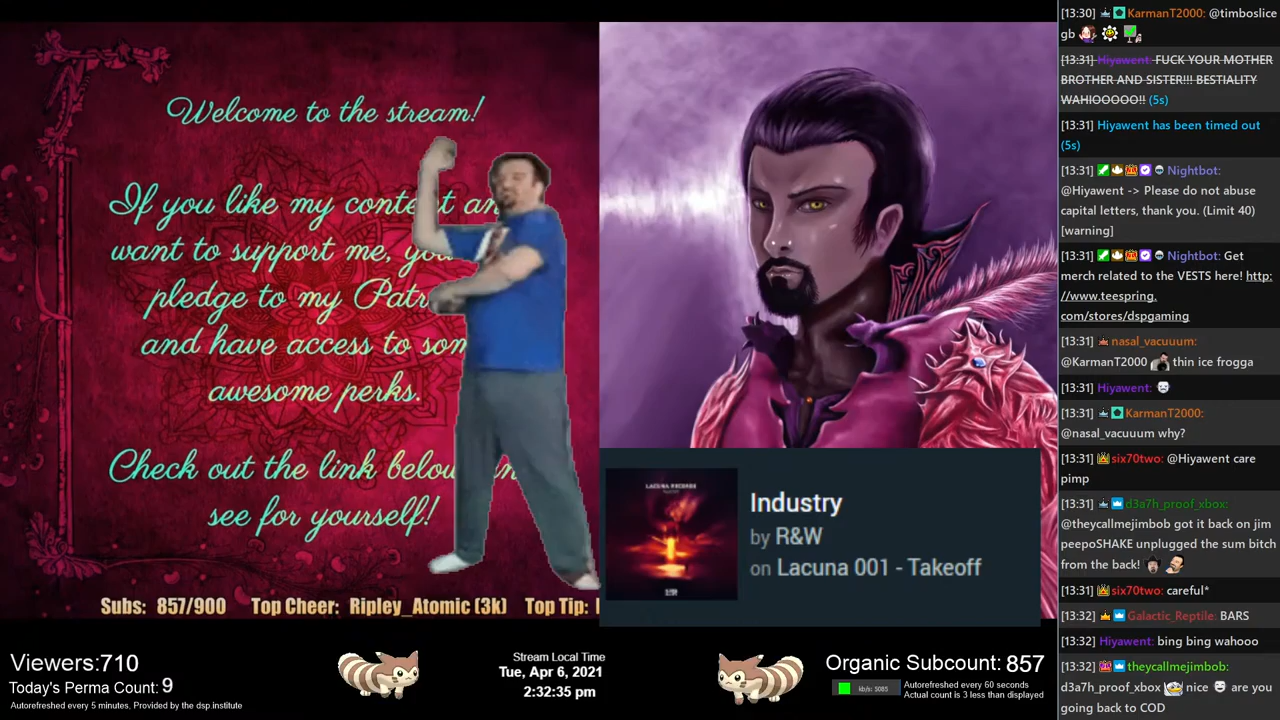 Welcome to the stream!
If you like my content an
want to support me, yo
pledge to my Patr
and have access to som
awesome perks.
Check out the link below an
see for yourself!
Subs: 857/900 Top Cheer: Ripley_Atomic (3k) Top Tip:
LACUNA RECORDS
Industry
by R&W
on Lacuna 001 - Takeoff
Viewers:710
Today's Perma Count: 9
Autorefreshed every 5 minutes. Provided by the dsp.institute
Stream Local Time
Tue, Apr 6, 2021
2:32:35 pm
Organic Subcount: 857
kb/s: 5085
Autorefreshed every 60 seconds
Actual count is 3 less than displayed
[13:30] KarmanT2000: @timboslice
gb
[13:31] Hiyawent: FUCK YOUR MOTHER
BROTHER AND SISTER!!! BESTIALITY
WAHIOOOOO!! (5s)
[13:31] Hiyawent has been timed out
(5s)
[13:31] Nightbot:
@Hiyawent -> Please do not abuse
capital letters, thank you. (Limit 40)
[warning]
[13:31] Nightbot: Get
merch related to the VESTS here! http:
//www.teespring.
com/stores/dspgaming
[13:31] nasal_vacuum:
@KarmanT2000 thin ice frogga
[13:31] Hiyawent:
[13:31] KarmanT2000:
@nasal_vacuum why?
[13:31] six70two: @Hiyawent care
pimp
[13:31] d3a7h_proof_xbox:
@theycallmejimbob got it back on jim
peepoSHAKE unplugged the sum bitch
from the back!
[13:31] six70two: careful*
[13:32] Galactic_Reptile: BARS
[13:32] Hiyawent: bing bing wahooo
[13:32] theycallmejimbob:
d3a7h_proof_xbox nice are you
going back to COD